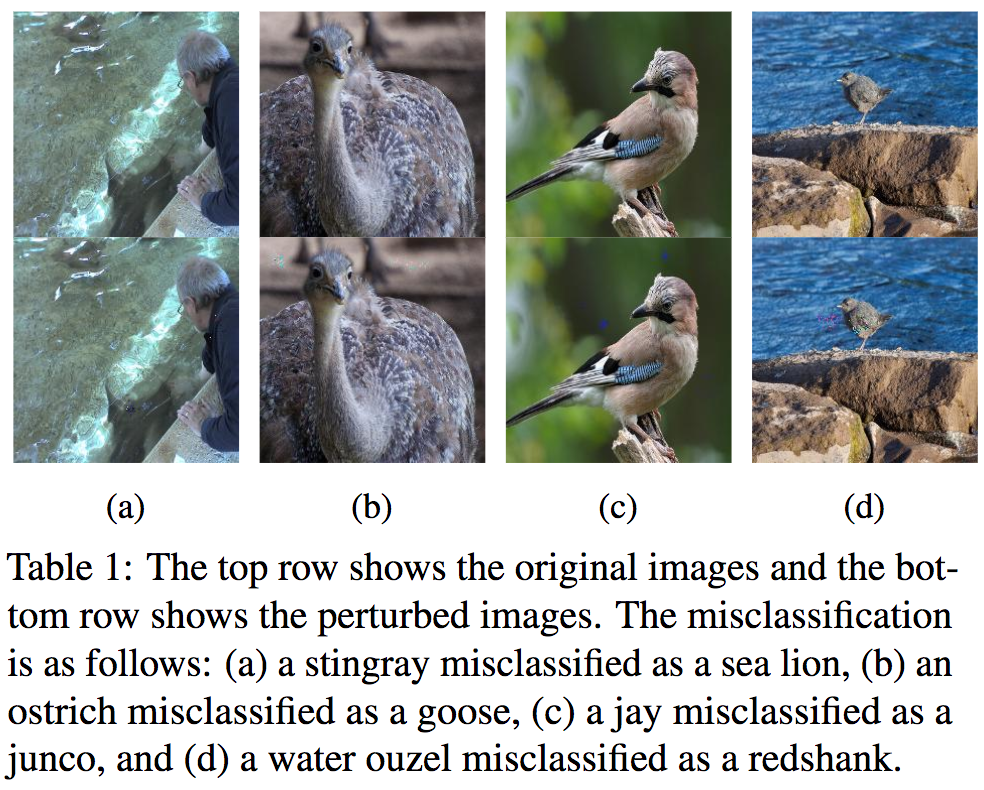 (a) (b) (c) (d)
Table 1: The top row shows the original images and the bot-
tom row shows the perturbed images. The misclassification
is as follows: (a) a stingray misclassified as a sea lion, (b) an
ostrich misclassified as a goose, (c) a jay misclassified as a
junco, and (d) a water ouzel misclassified as a redshank.